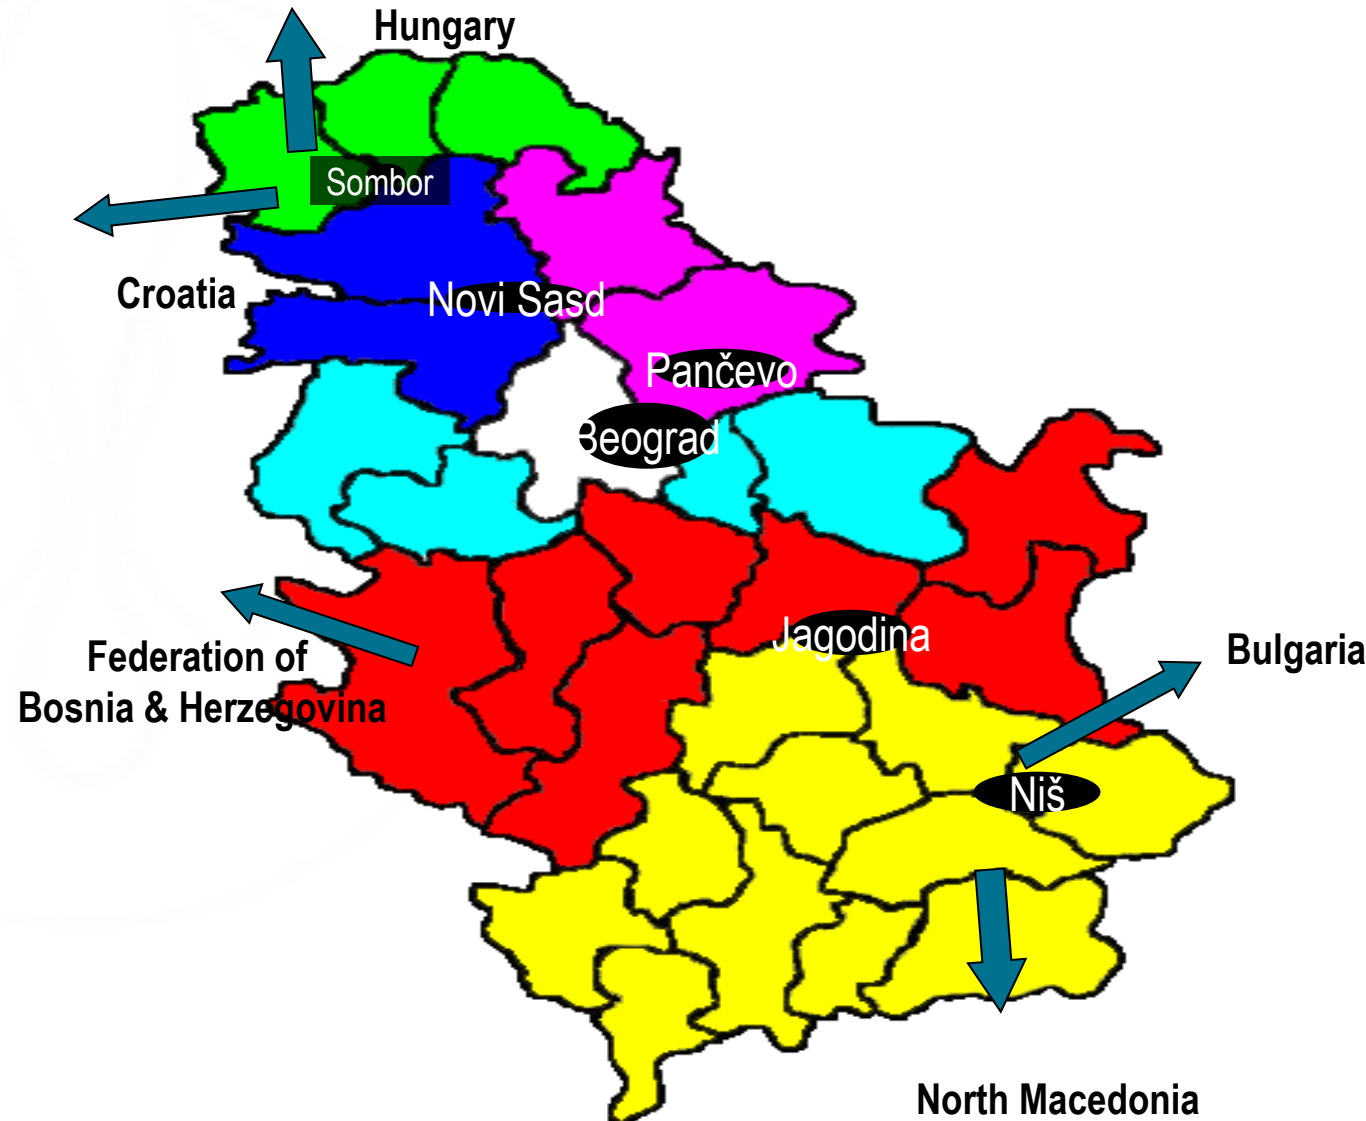 Hungary
Sombor
Croatia
Novi Sasd
Pančevo
Beograd
Jagodina
Federation of
Bosnia & Herzegovina
Bulgaria
Niš
North Macedonia